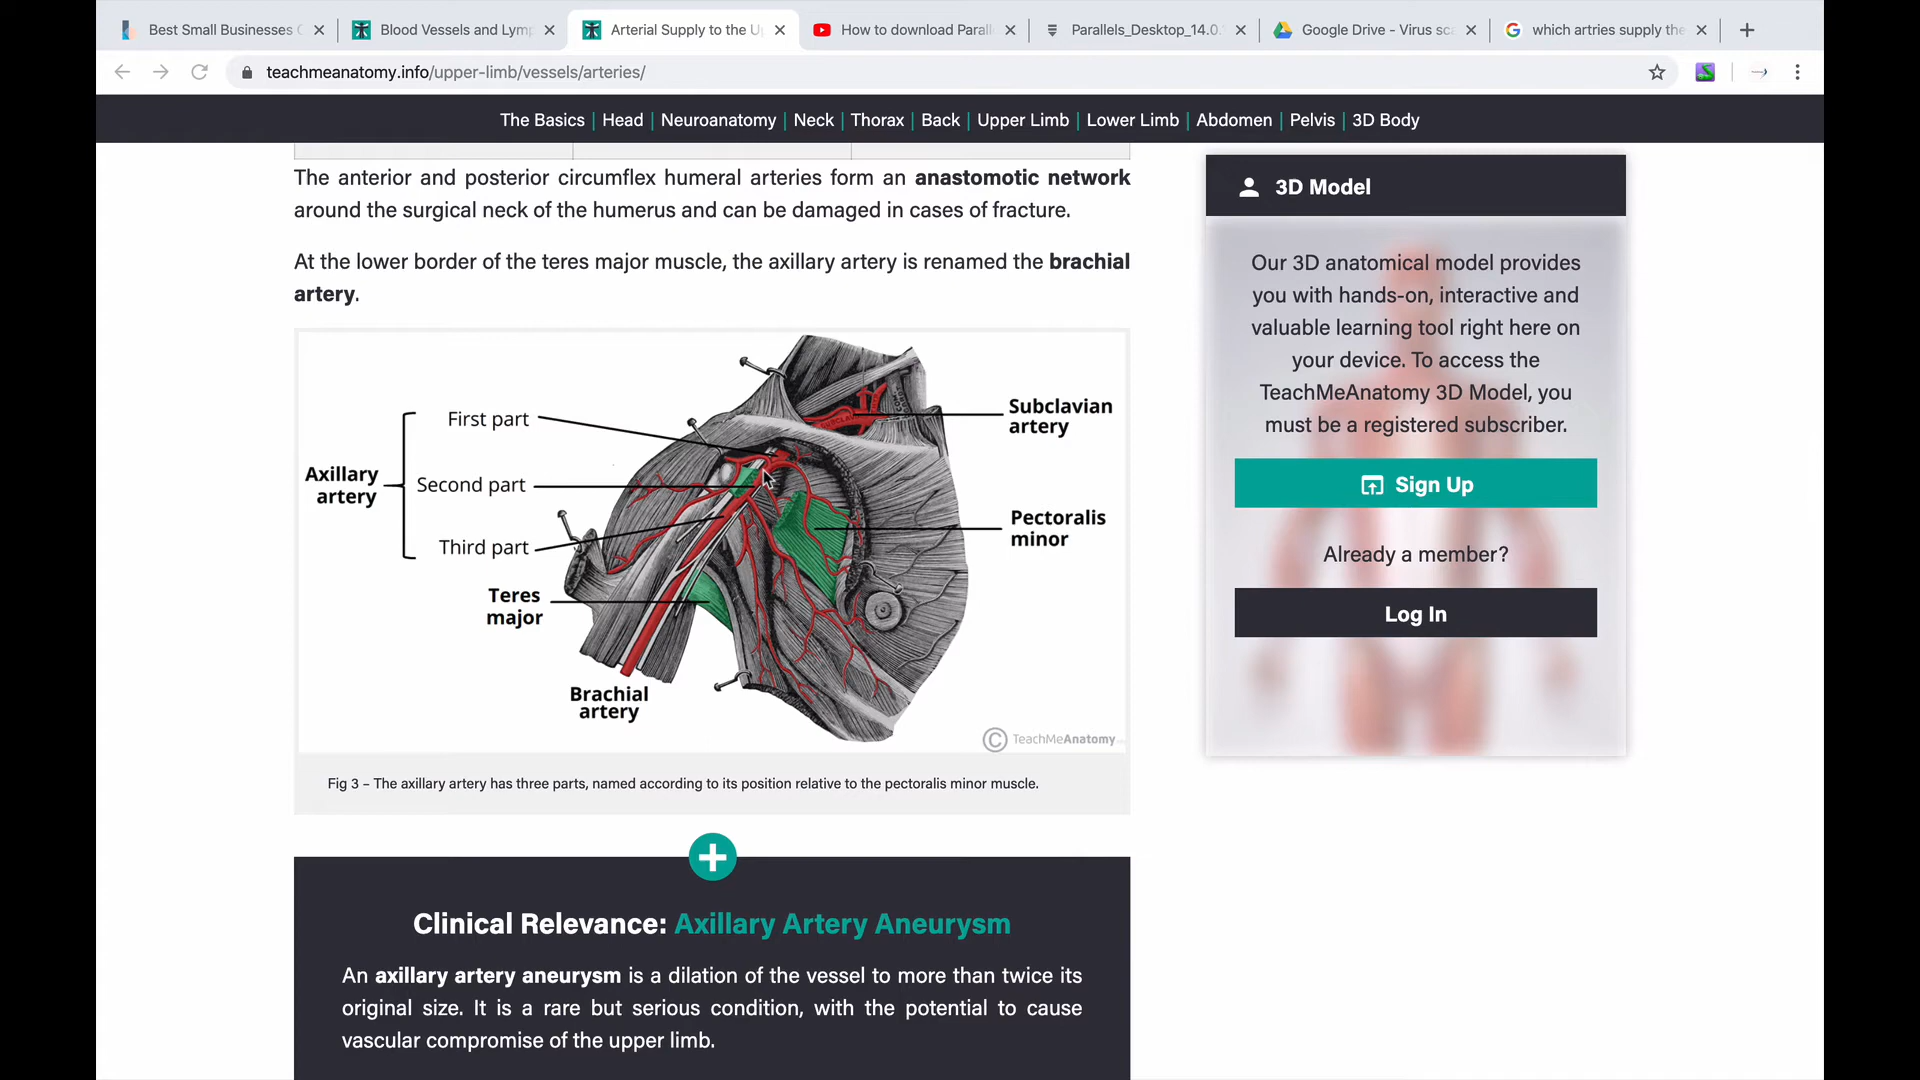 Best Small Businesses
Blood Vessels and Lymp
Arterial Supply to the U
How to download Parall
Parallels_Desktop_14.0.
Google Drive - Virus sca
which artries supply the
teachmeanatomy.info/upper-limb/vessels/arteries/
The Basics | Head | Neuroanatomy | Neck | Thorax | Back | Upper Limb | Lower Limb | Abdomen | Pelvis | 3D Body
The anterior and posterior circumflex humeral arteries form an anastomotic network
around the surgical neck of the humerus and can be damaged in cases of fracture.
At the lower border of the teres major muscle, the axillary artery is renamed the brachial
artery.
First part
Second part
Third part
Axillary
artery
Teres
major
Brachial
artery
Subclavian
artery
Pectoralis
minor
© TeachMeAnatomy
Fig 3 – The axillary artery has three parts, named according to its position relative to the pectoralis minor muscle.
Clinical Relevance: Axillary Artery Aneurysm
An axillary artery aneurysm is a dilation of the vessel to more than twice its
original size. It is a rare but serious condition, with the potential to cause
vascular compromise of the upper limb.
3D Model
Our 3D anatomical model provides
you with hands-on, interactive and
valuable learning tool right here on
your device. To access the
TeachMeAnatomy 3D Model, you
must be a registered subscriber.
Sign Up
Already a member?
Log In